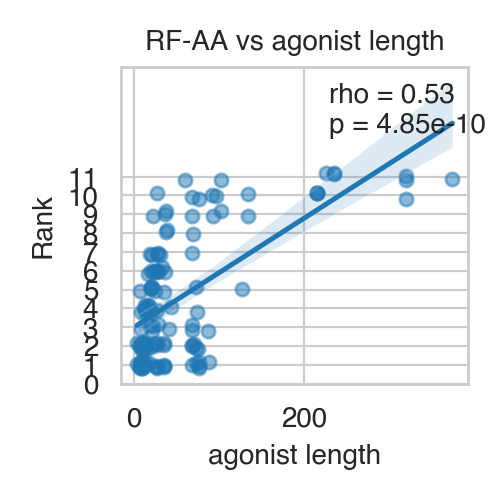 RF-AA vs agonist length
rho = 0.53
p = 4.85e-10
Rank
11
10
9
8
7
6
5
4
3
2
1
0
0 200
agonist length